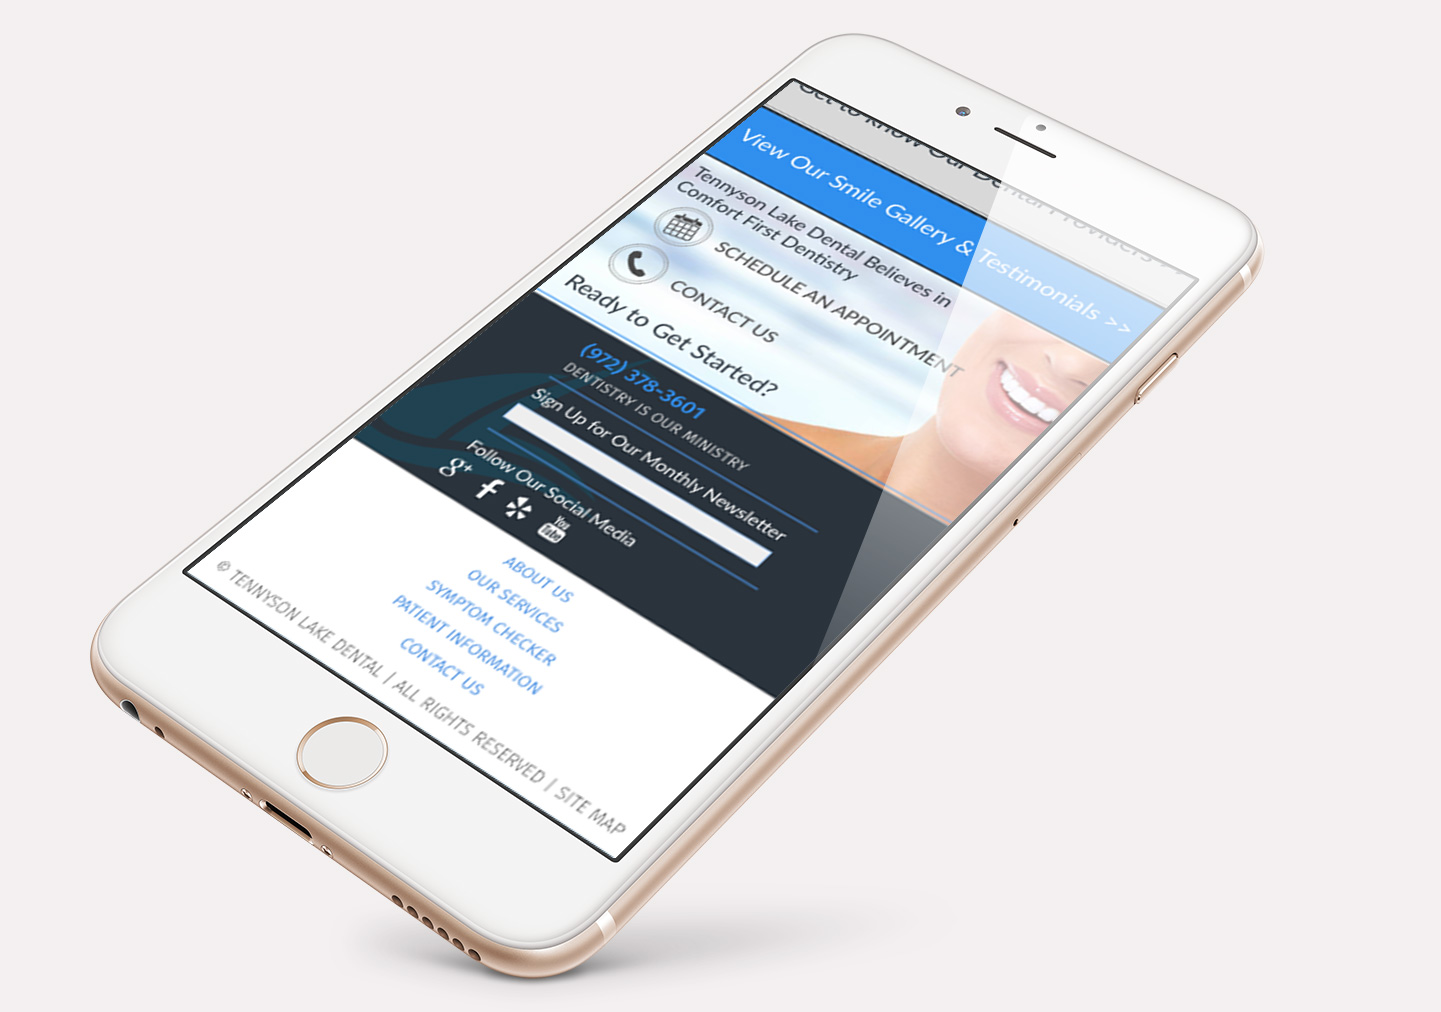 Get to Know Our Dental Providers >>
View Our Smile Gallery & Testimonials >>
Tennyson Lake Dental Believes in
Comfort First Dentistry
SCHEDULE AN APPOINTMENT
CONTACT US
Ready to Get Started?
(972) 378-3601
DENTISTRY IS OUR MINISTRY
Sign Up for Our Monthly Newsletter
Follow Our Social Media
g+
f
You
Tube
ABOUT US
OUR SERVICES
SYMPTOM CHECKER
PATIENT INFORMATION
CONTACT US
© TENNYSON LAKE DENTAL | ALL RIGHTS RESERVED | SITE MAP